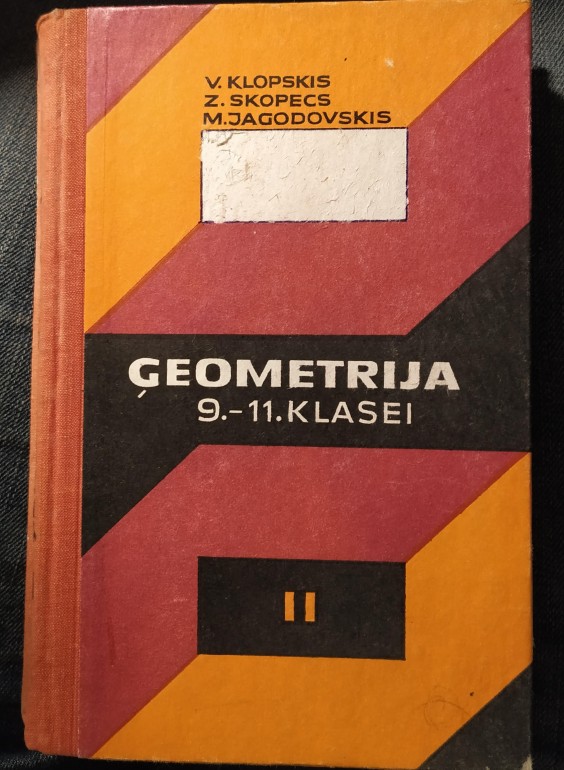 V. KLOPSKIS
Z. SKOPECS
M. JAGODOVSKIS
ĢEOMETRIJA
9.–11. KLASEI
II